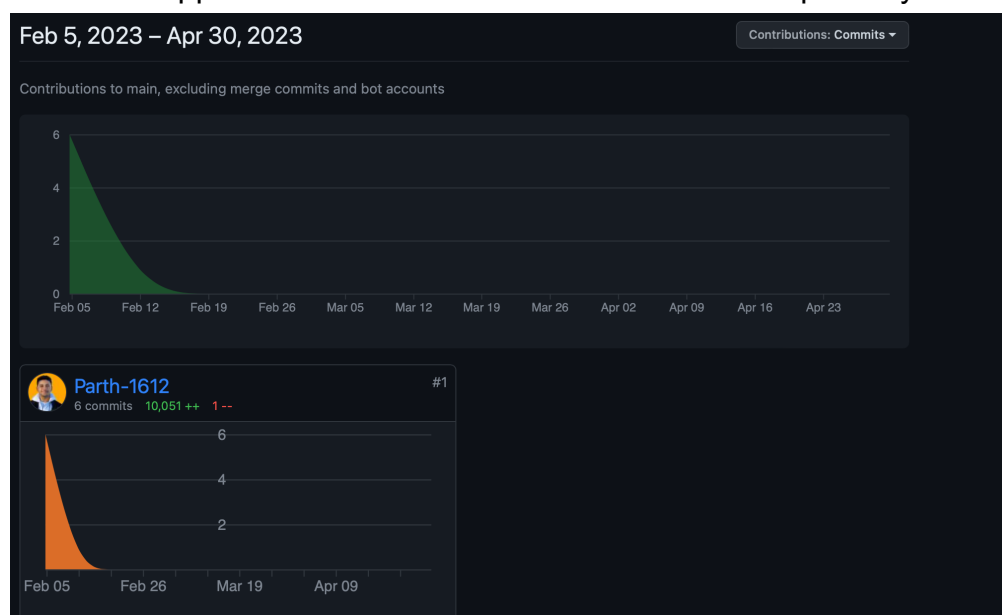 Feb 5, 2023 – Apr 30, 2023
Contributions: Commits
Contributions to main, excluding merge commits and bot accounts
6
4
2
0
Feb 05 Feb 12 Feb 19 Feb 26 Mar 05 Mar 12 Mar 19 Mar 26 Apr 02 Apr 09 Apr 16 Apr 23
Parth-1612
#1
6 commits 10,051 ++ 1 --
6
4
2
Feb 05 Feb 26 Mar 19 Apr 09